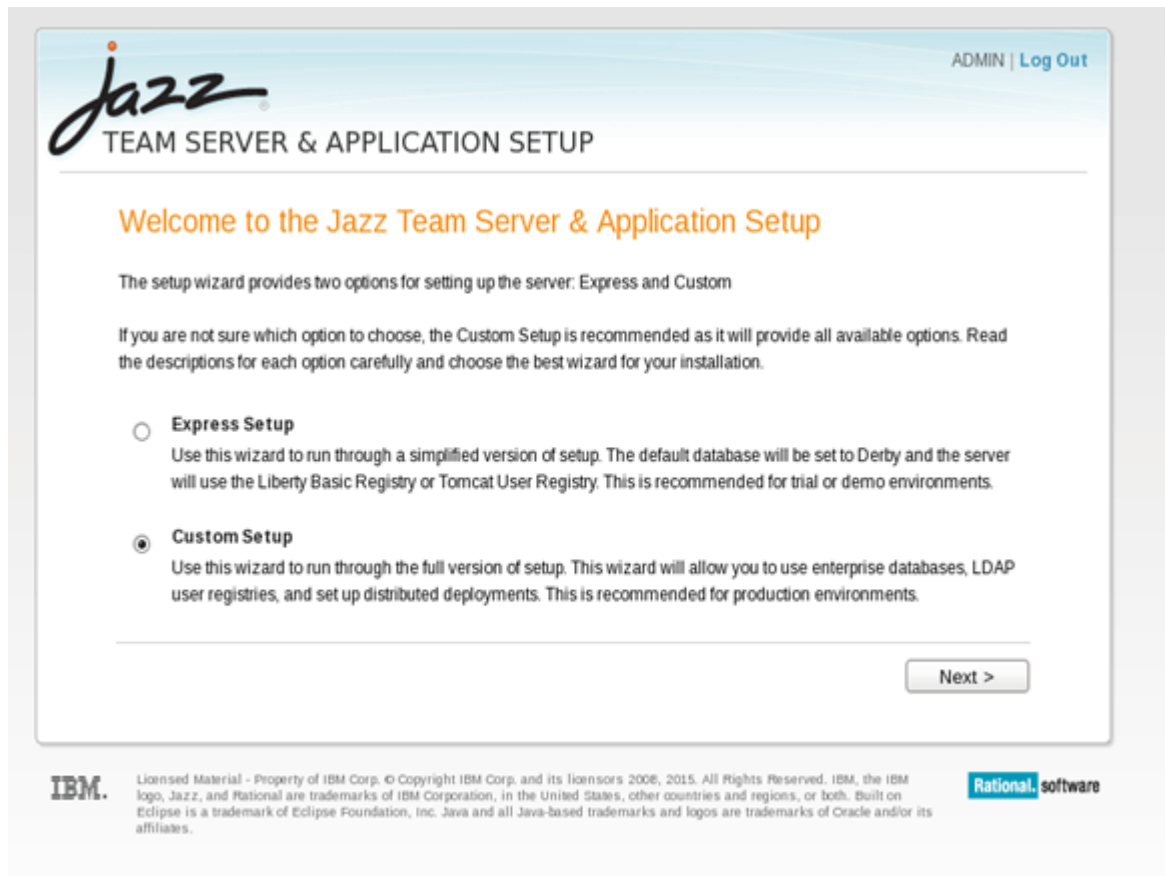 ADMIN | Log Out
jazz
TEAM SERVER & APPLICATION SETUP
Welcome to the Jazz Team Server & Application Setup
The setup wizard provides two options for setting up the server: Express and Custom
If you are not sure which option to choose, the Custom Setup is recommended as it will provide all available options. Read
the descriptions for each option carefully and choose the best wizard for your installation.
Express Setup
Use this wizard to run through a simplified version of setup. The default database will be set to Derby and the server
will use the Liberty Basic Registry or Tomcat User Registry. This is recommended for trial or demo environments.
Custom Setup
Use this wizard to run through the full version of setup. This wizard will allow you to use enterprise databases, LDAP
user registries, and set up distributed deployments. This is recommended for production environments.
Next >
IBM.
Licensed Material - Property of IBM Corp. © Copyright IBM Corp. and its licensors 2008, 2015. All Rights Reserved. IBM, the IBM
logo, Jazz, and Rational are trademarks of IBM Corporation, in the United States, other countries and regions, or both. Built on
Eclipse is a trademark of Eclipse Foundation, Inc. Java and all Java-based trademarks and logos are trademarks of Oracle and/or its
affiliates.
Rational. software